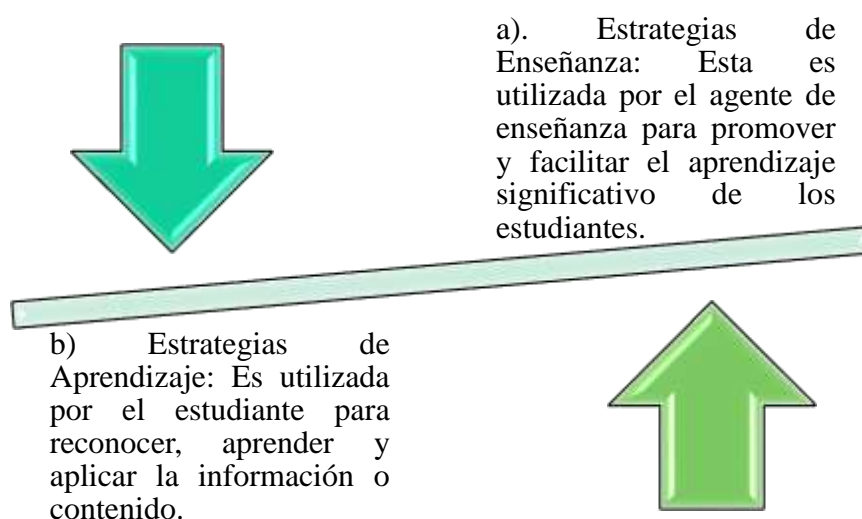 a). Estrategias de
Enseñanza: Esta es
utilizada por el agente de
enseñanza para promover
y facilitar el aprendizaje
significativo de los
estudiantes.
b) Estrategias de
Aprendizaje: Es utilizada
por el estudiante para
reconocer, aprender y
aplicar la información o
contenido.